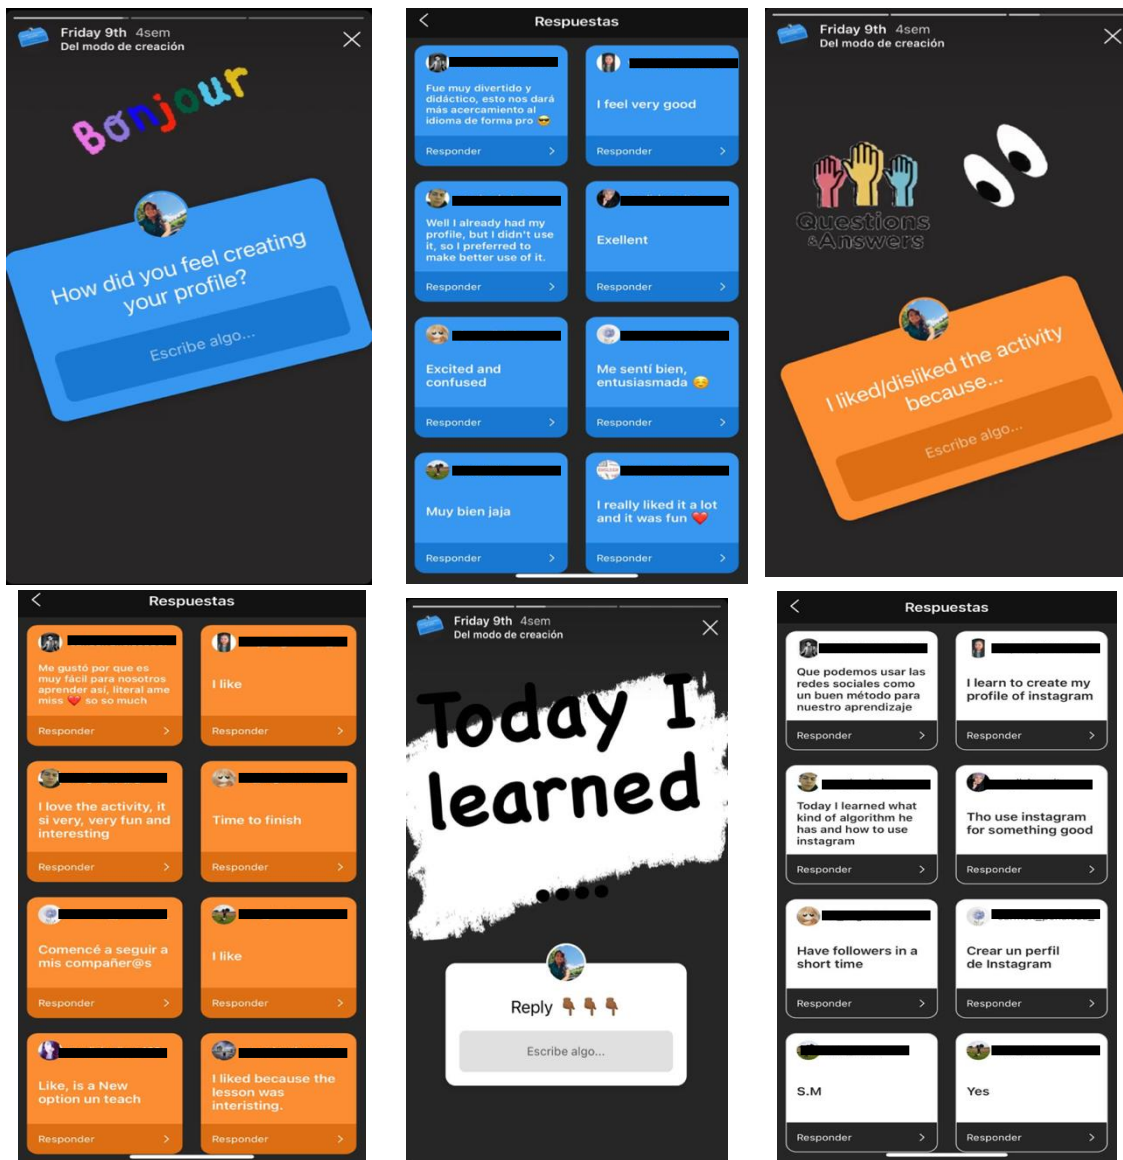 Friday 9th 4sem
Del modo de creación
Bonjour
How did you feel creating
your profile?
Escribe algo...
Respuestas
Fue muy divertido y
didáctico, esto nos dará
más acercamiento al
idioma de forma pro 😎
Responder
I feel very good
Responder
Well I already had my
profile, but I didn't use
it, so I preferred to
make better use of it.
Responder
Exellent
Responder
Excited and
confused
Responder
Me sentí bien,
entusiasmada ☺️
Responder
Muy bien jaja
Responder
I really liked it a lot
and it was fun ❤️
Responder
Friday 9th 4sem
Del modo de creación
Questions
&Answers
I liked/disliked the activity
because...
Escribe algo...
Respuestas
Me gustó por que es
muy fácil para nosotros
aprender así, literal ame
miss ❤️ so so much
Responder
I like
Responder
I love the activity, it
si very, very fun and
interesting
Responder
Time to finish
Responder
Comencé a seguir a
mis compañer@s
Responder
I like
Responder
Like, is a New
option un teach
Responder
I liked because the
lesson was
interisting.
Responder
Friday 9th 4sem
Del modo de creación
Today I
learned
....
Reply 👇🏾👇🏾👇🏾
Escribe algo...
Respuestas
Que podemos usar las
redes sociales como
un buen método para
nuestro aprendizaje
Responder
I learn to create my
profile of instagram
Responder
Today I learned what
kind of algorithm he
has and how to use
instagram
Responder
Tho use instagram
for something good
Responder
Have followers in a
short time
Responder
Crear un perfil
de Instagram
Responder
S.M
Responder
Yes
Responder